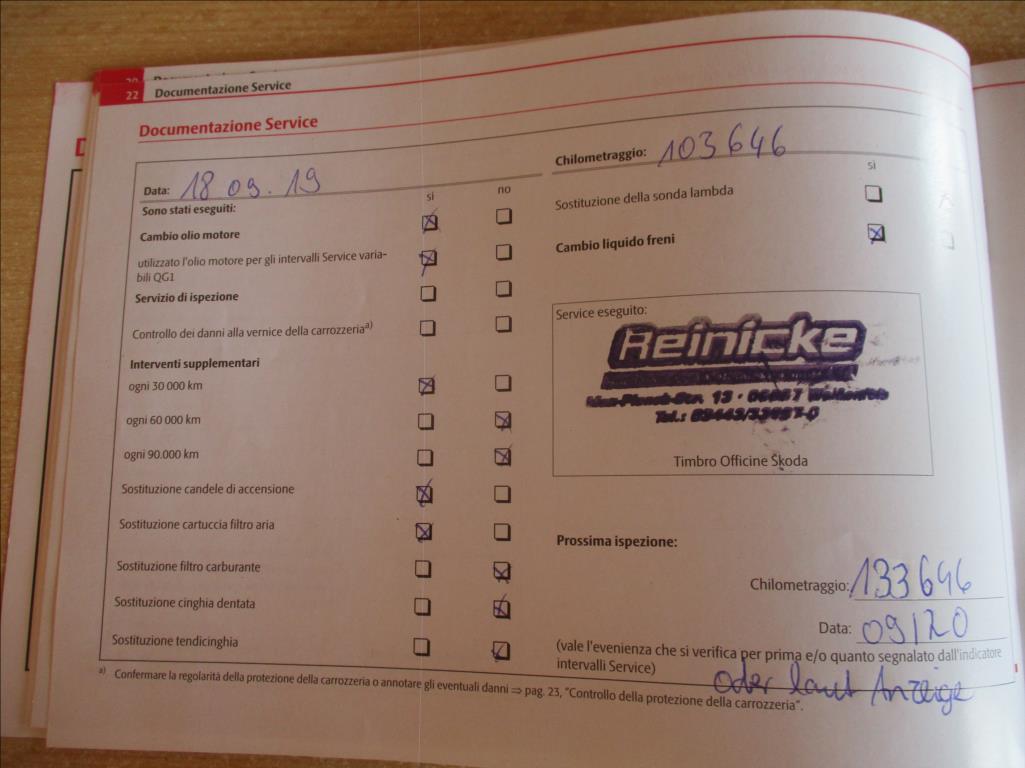 22 Documentazione Service
Documentazione Service
Data: 18 09. 19
sì no
Sono stati eseguiti:
Cambio olio motore
utilizzato l'olio motore per gli intervalli Service varia-
bili QG1
Servizio di ispezione
Controllo dei danni alla vernice della carrozzeria a)
Interventi supplementari
ogni 30 000 km
ogni 60 000 km
ogni 90.000 km
Sostituzione candele di accensione
Sostituzione cartuccia filtro aria
Sostituzione filtro carburante
Sostituzione cinghia dentata
Sostituzione tendicinghia
Chilometraggio: 103646
sì
Sostituzione della sonda lambda
Cambio liquido freni
Service eseguito:
Reinicke
13
Tel.:
Timbro Officine Škoda
Prossima ispezione:
Chilometraggio: 133646
Data: 09/20
(vale l'evenienza che si verifica per prima e/o quanto segnalato dall'indicatore
intervalli Service)
oder laut Anzeige
a) Confermare la regolarità della protezione della carrozzeria o annotare gli eventuali danni ⇒ pag. 23, "Controllo della protezione della carrozzeria".